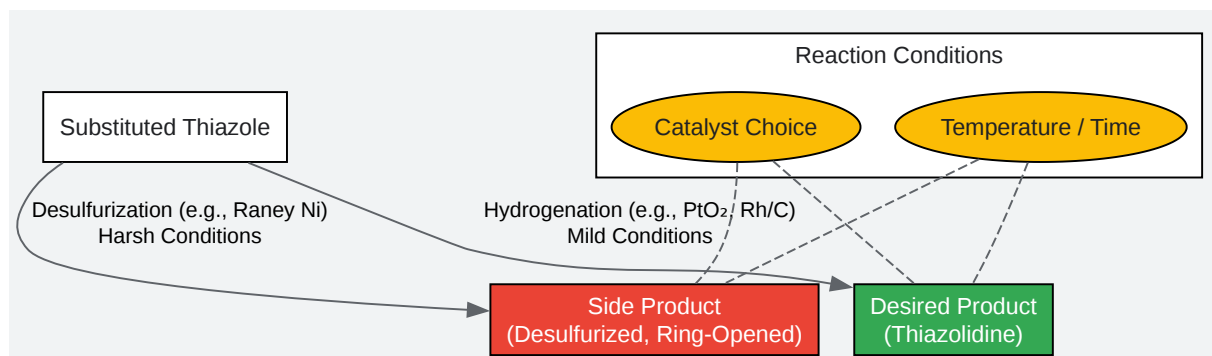 Reaction Conditions
Substituted Thiazole
Catalyst Choice
Temperature / Time
Desulfurization (e.g., Raney Ni)
Harsh Conditions
Hydrogenation (e.g., PtO₂, Rh/C)
Mild Conditions
Side Product
(Desulfurized, Ring-Opened)
Desired Product
(Thiazolidine)